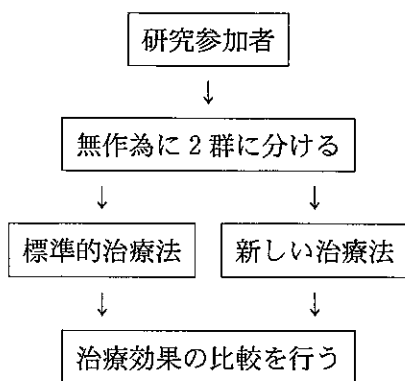 研究参加者
↓
無作為に2群に分ける
↓ ↓
標準的治療法 新しい治療法
↓ ↓
治療効果の比較を行う